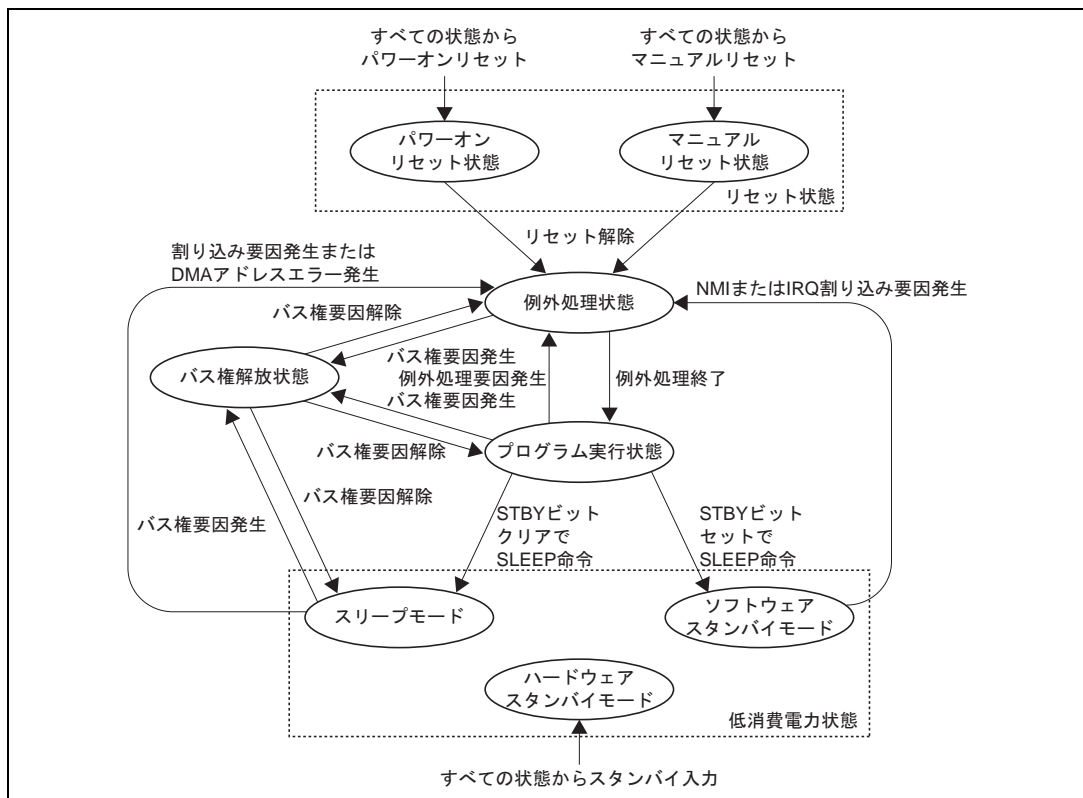 すべての状態から
パワーオンリセット
すべての状態から
マニュアルリセット
パワーオン
リセット状態
マニュアル
リセット状態
リセット状態
リセット解除
割り込み要因発生または
DMAアドレスエラー発生
例外処理状態
NMIまたはIRQ割り込み要因発生
バス権要因解除
バス権要因発生
バス権解放状態
例外処理要因発生
例外処理終了
バス権要因発生
バス権要因解除
プログラム実行状態
バス権要因解除
バス権要因発生
STBYビット
クリアで
SLEEP命令
STBYビット
セットで
SLEEP命令
スリープモード
ソフトウェア
スタンバイモード
ハードウェア
スタンバイモード
低消費電力状態
すべての状態からスタンバイ入力